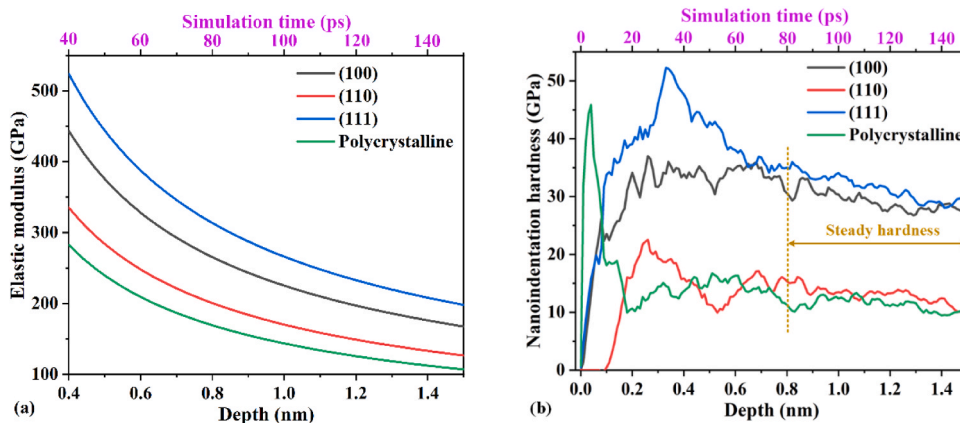 Simulation time (ps)
40 60 80 100 120 140
Elastic modulus (GPa)
500
400
300
200
100
(100)
(110)
(111)
Polycrystalline
0.4 0.6 0.8 1.0 1.2 1.4
(a) Depth (nm)
Simulation time (ps)
0 20 40 60 80 100 120 140
Nanoindentation hardness (GPa)
50
40
30
20
10
0
(100)
(110)
(111)
Polycrystalline
Steady hardness
0.0 0.2 0.4 0.6 0.8 1.0 1.2 1.4
(b) Depth (nm)